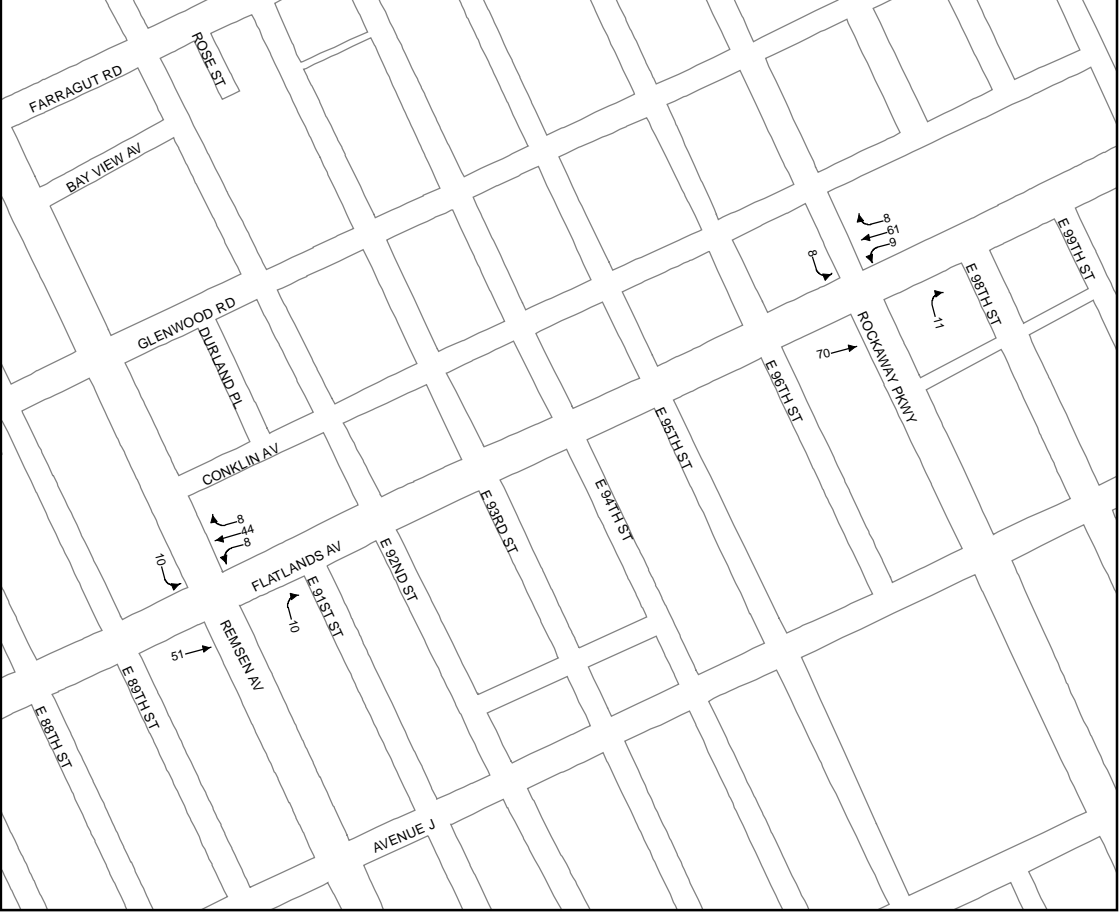 ROSE ST
FARRAGUT RD
BAY VIEW AV
8
61
9
8
E 99TH ST
E 98TH ST
11
GLENWOOD RD
DURLAND PL
ROCKAWAY PKWY
70
E 96TH ST
E 95TH ST
CONKLIN AV
E 94TH ST
E 93RD ST
8
44
8
10
FLATLANDS AV
E 92ND ST
E 91ST ST
10
REMSEN AV
51
E 89TH ST
E 88TH ST
AVENUE J